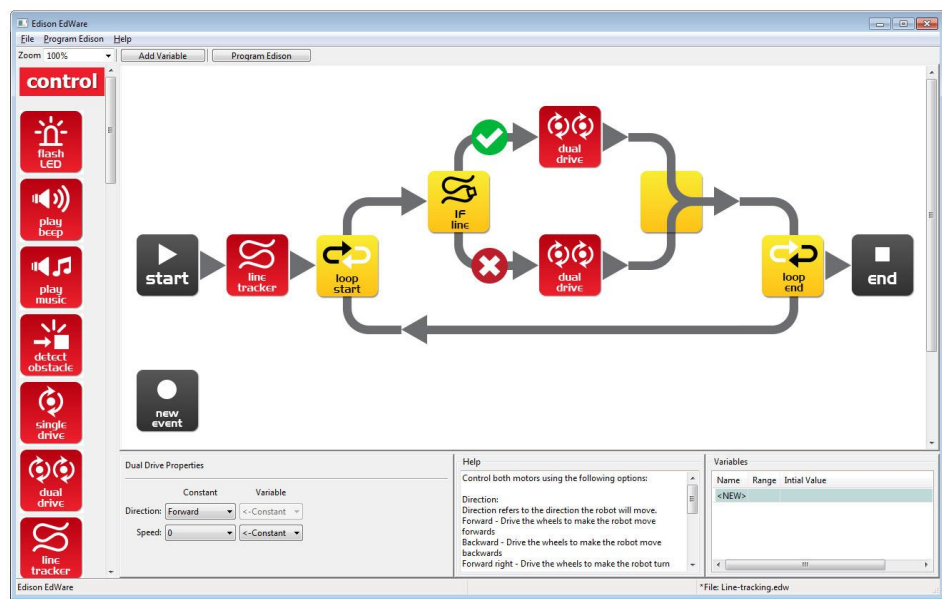 Edison EdWare
File Program Edison Help
Zoom 100% Add Variable Program Edison
control
flash
LED
play
beep
play
music
detect
obstacle
single
drive
dual
drive
line
tracker
start
line
tracker
loop
start
IF
line
dual
drive
dual
drive
loop
end
end
new
event
Dual Drive Properties
Constant Variable
Direction: Forward <-Constant
Speed: 0 <-Constant
Help
Control both motors using the following options:
Direction:
Direction refers to the direction the robot will move.
Forward - Drive the wheels to make the robot move
forwards
Backward - Drive the wheels to make the robot move
backwards
Forward right - Drive the wheels to make the robot turn
Variables
Name Range Intial Value
<NEW>
Edison EdWare
*File: Line-tracking.edw